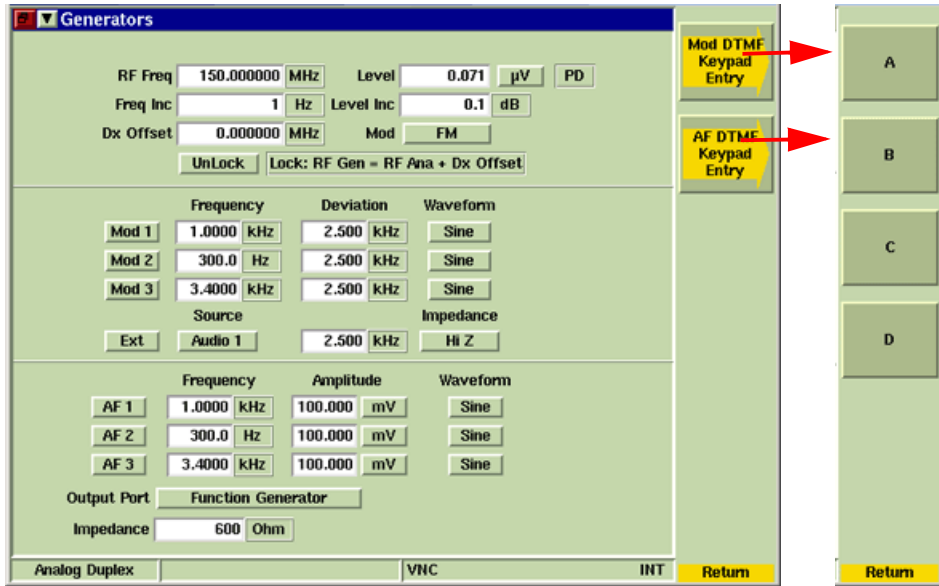 Generators
RF Freq 150.000000 MHz Level 0.071 µV PD
Freq Inc 1 Hz Level Inc 0.1 dB
Dx Offset 0.000000 MHz Mod FM
UnLock Lock: RF Gen = RF Ana + Dx Offset
Frequency Deviation Waveform
Mod 1 1.0000 kHz 2.500 kHz Sine
Mod 2 300.0 Hz 2.500 kHz Sine
Mod 3 3.4000 kHz 2.500 kHz Sine
Source Impedance
Ext Audio 1 2.500 kHz Hi Z
Frequency Amplitude Waveform
AF 1 1.0000 kHz 100.000 mV Sine
AF 2 300.0 Hz 100.000 mV Sine
AF 3 3.4000 kHz 100.000 mV Sine
Output Port Function Generator
Impedance 600 Ohm
Analog Duplex VNC INT
Mod DTMF
Keypad
Entry
AF DTMF
Keypad
Entry
Return
A
B
C
D
Return